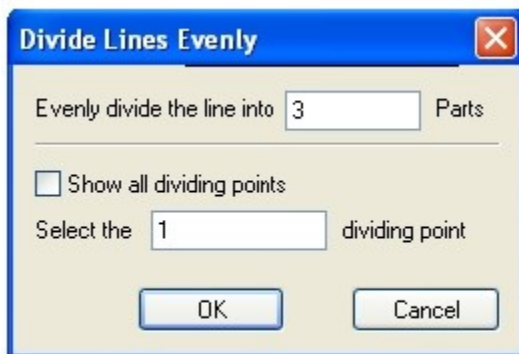 Divide Lines Evenly
Evenly divide the line into 3 Parts
Show all dividing points
Select the 1 dividing point
OK Cancel